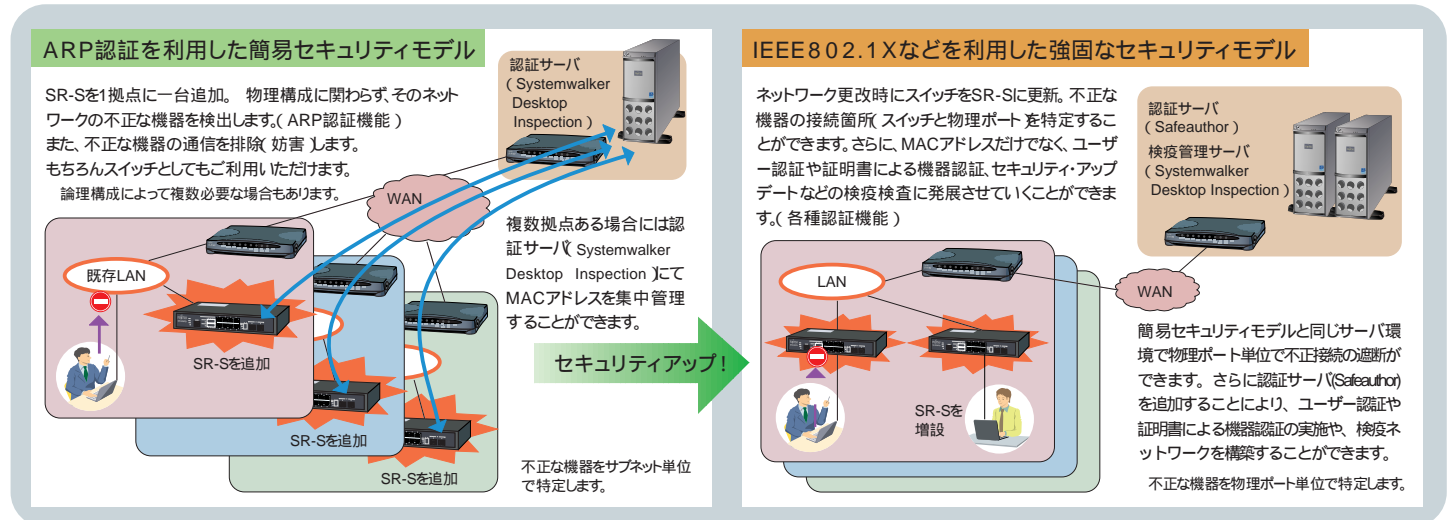 ARP認証を利用した簡易セキュリティモデル
SR-Sを1拠点に一台追加。 物理構成に関わらず、そのネット
ワークの不正な機器を検出します。(ARP認証機能)
また、不正な機器の通信を排除(妨害)します。
もちろんスイッチとしてもご利用いただけます。
論理構成によって複数必要な場合もあります。
認証サーバ
(Systemwalker
Desktop
Inspection)
WAN
既存LAN
SR-Sを追加
SR-Sを追加
SR-Sを追加
複数拠点ある場合には認
証サーバ(Systemwalker
Desktop Inspection)にて
MACアドレスを集中管理
することができます。
不正な機器をサブネット単位
で特定します。
セキュリティアップ!
IEEE802.1Xなどを利用した強固なセキュリティモデル
ネットワーク更改時にスイッチをSR-Sに更新。不正な
機器の接続箇所(スイッチと物理ポート)を特定するこ
とができます。さらに、MACアドレスだけでなく、ユーザ
ー認証や証明書による機器認証、セキュリティ・アップ
デートなどの検疫検査に発展させていくことができま
す。(各種認証機能)
認証サーバ
(Safeauthor)
検疫管理サーバ
(Systemwalker
Desktop Inspection)
WAN
LAN
SR-Sを
増設
簡易セキュリティモデルと同じサーバ環
境で物理ポート単位で不正接続の遮断が
できます。さらに認証サーバ(Safeauthor)
を追加することにより、ユーザー認証や
証明書による機器認証の実施や、検疫ネ
ットワークを構築することができます。
不正な機器を物理ポート単位で特定します。